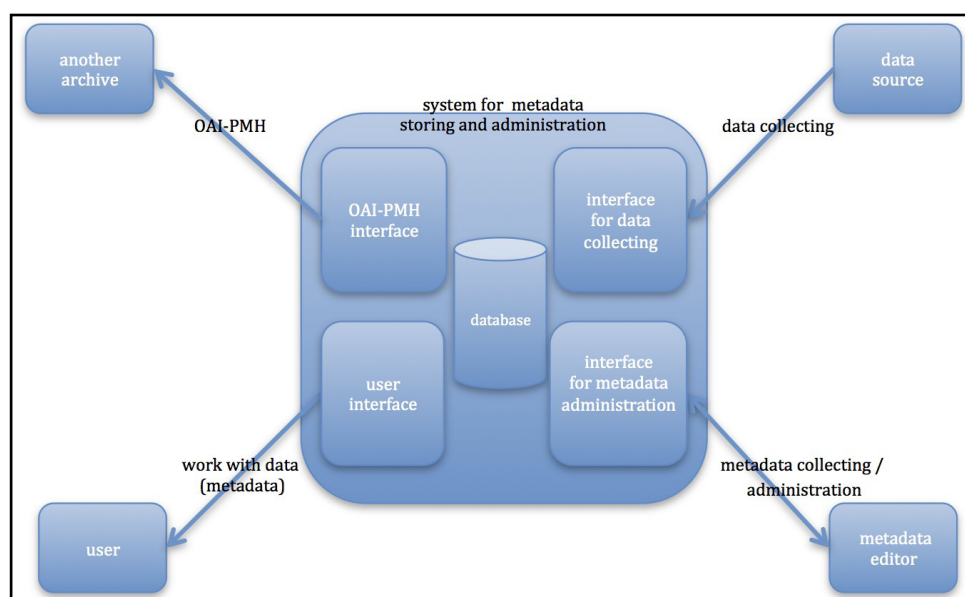 another
archive
data
source
system for metadata
storing and administration
OAI-PMH
data collecting
OAI-PMH
interface
interface
for data
collecting
database
user
interface
interface
for metadata
administration
work with data
(metadata)
metadata collecting /
administration
user
metadata
editor